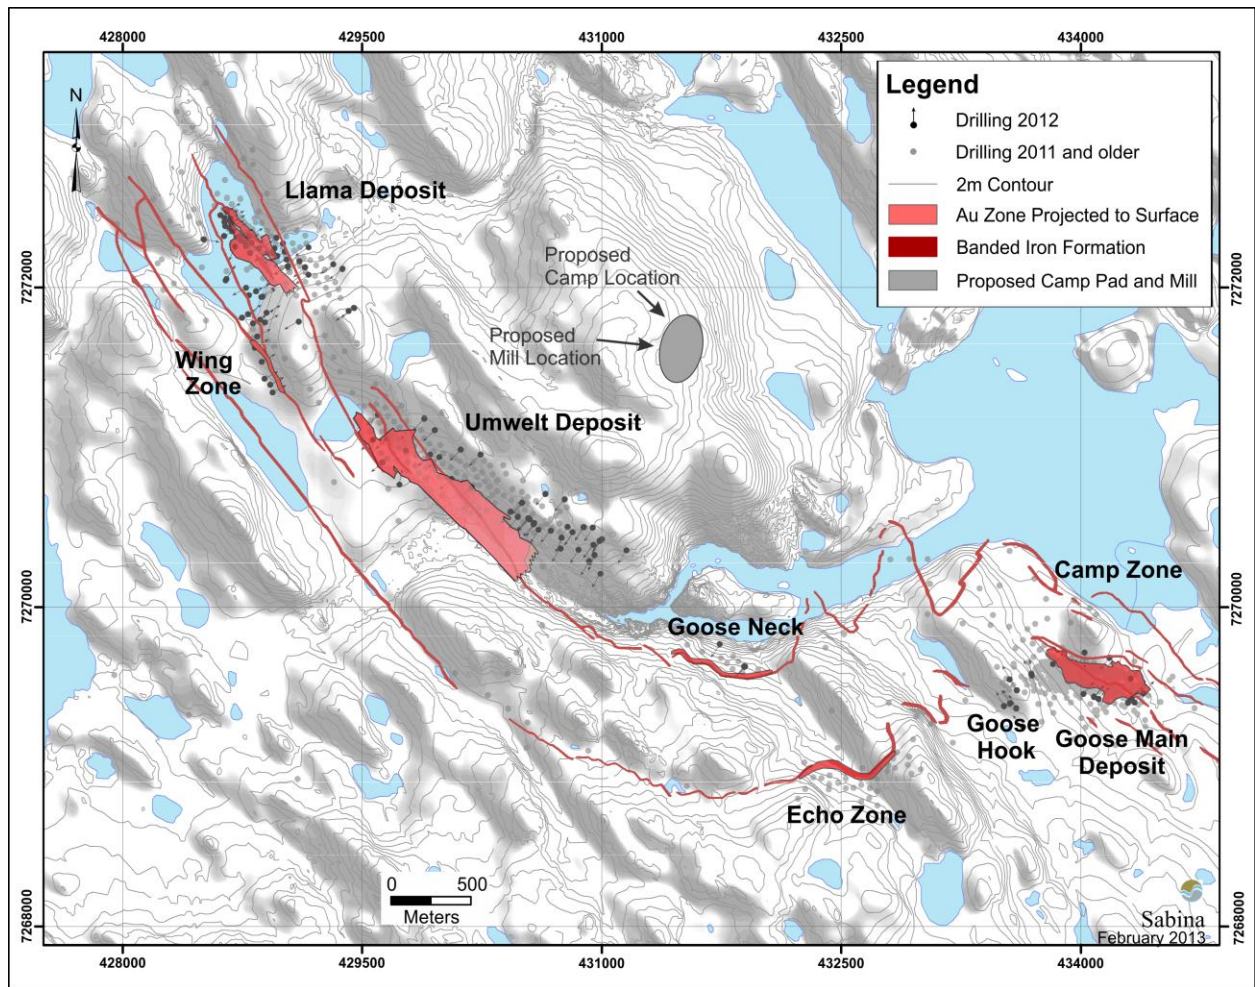 428000
429500
431000
432500
434000
N
Legend
Drilling 2012
Drilling 2011 and older
2m Contour
Au Zone Projected to Surface
Banded Iron Formation
Proposed Camp Pad and Mill
Llama Deposit
Proposed
Camp Location
7272000
7272000
Proposed
Mill Location
Wing
Zone
Umwelt Deposit
Camp Zone
7270000
7270000
Goose Neck
Goose
Hook
Goose Main
Deposit
Echo Zone
0 500
Meters
Sabina
February 2013
7268000
7268000
428000
429500
431000
432500
434000